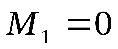 M₁ = 0